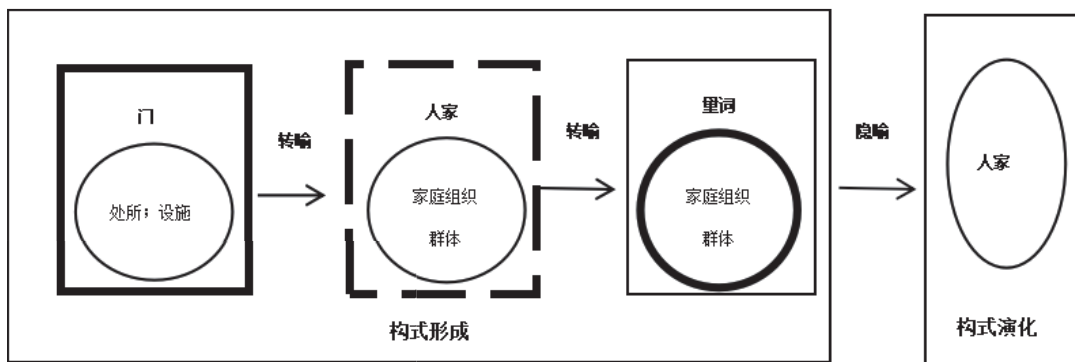 门
处所；设施
转喻
人家
家庭组织
群体
转喻
量词
家庭组织
群体
隐喻
人家
构式形成
构式演化